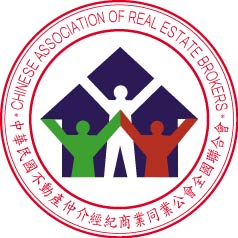 * CHINESE ASSOCIATION OF REAL ESTATE BROKERS *
中華民國不動產仲介經紀商業同業公會全國聯合會